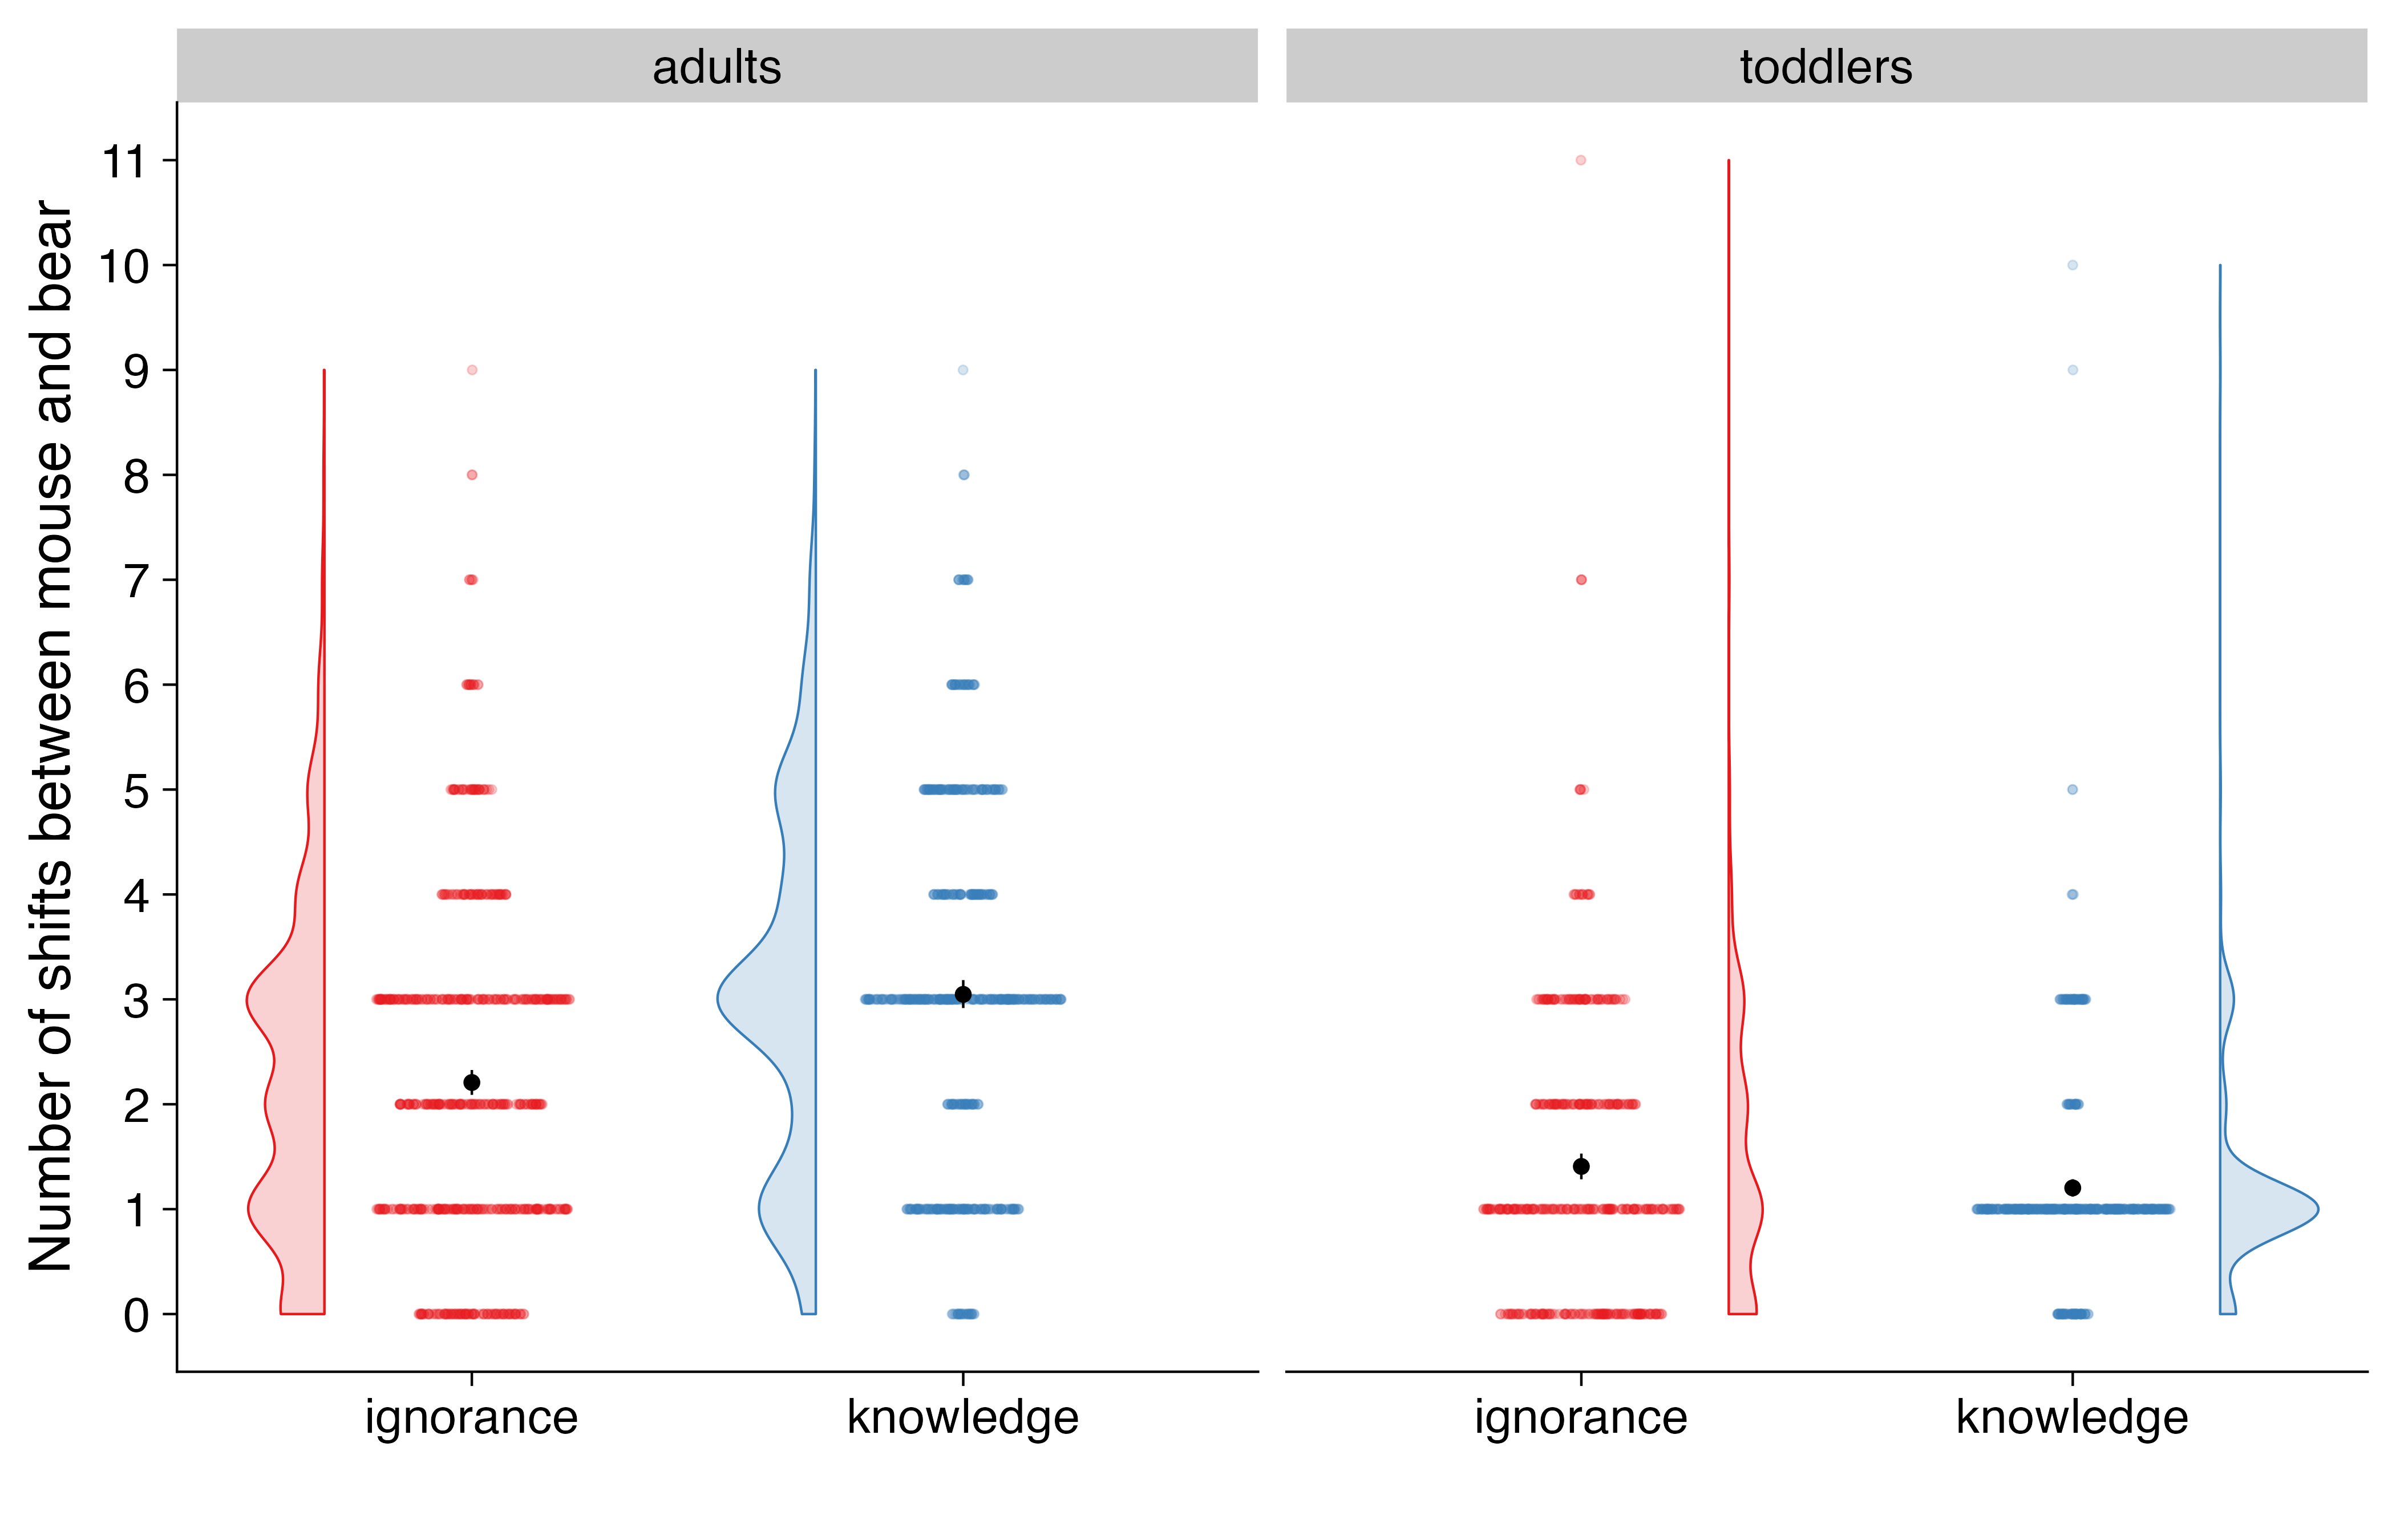 adults
toddlers
Number of shifts between mouse and bear
11
10
9
8
7
6
5
4
3
2
1
0
ignorance
knowledge
ignorance
knowledge